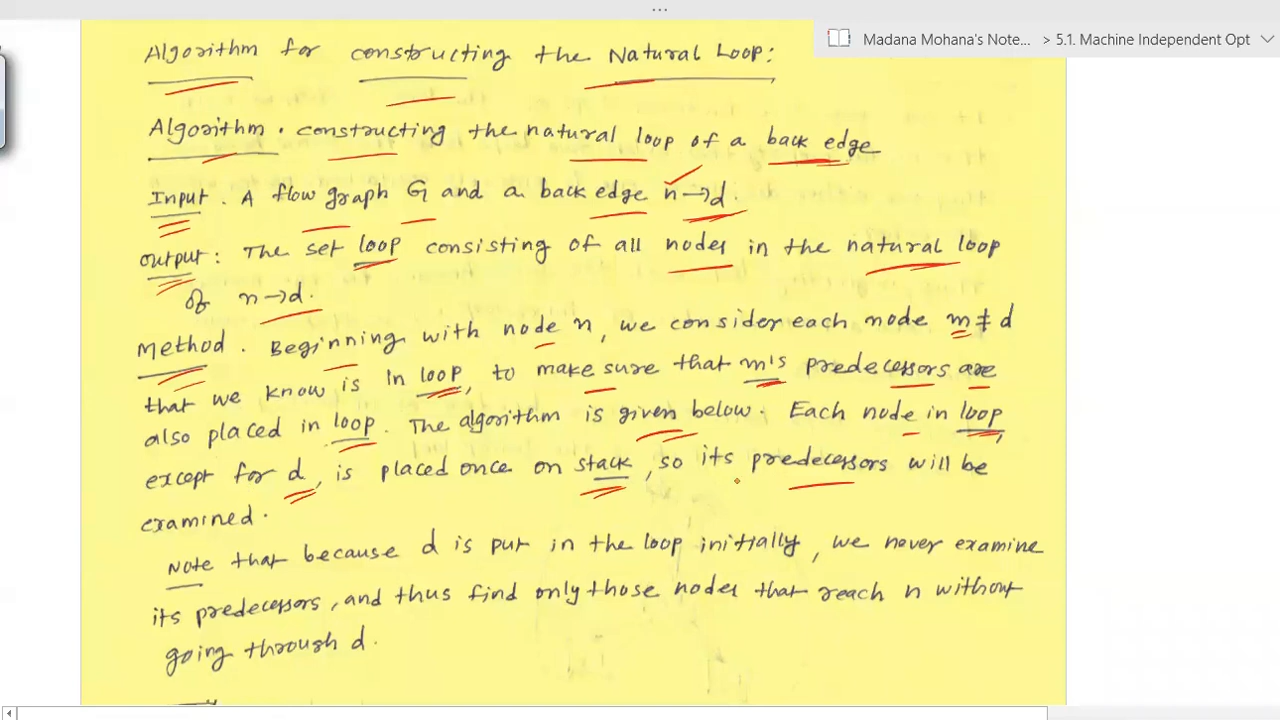 ...
Madana Mohana's Note... > 5.1. Machine Independent Opt
Algorithm for constructing the Natural Loop:
Algorithm. constructing the natural loop of a back edge
Input. A flow graph G and a back edge n→d.
output: The set loop consisting of all nodes in the natural loop
of n→d.
Method. Beginning with node n, we consider each node m ≠ d
that we know is in loop, to make sure that m's predecessors are
also placed in loop. The algorithm is given below. Each node in loop,
except for d, is placed once on stack, so its predecessors will be
examined.
Note that because d is put in the loop initially, we never examine
its predecessors, and thus find only those nodes that reach n without
going through d.